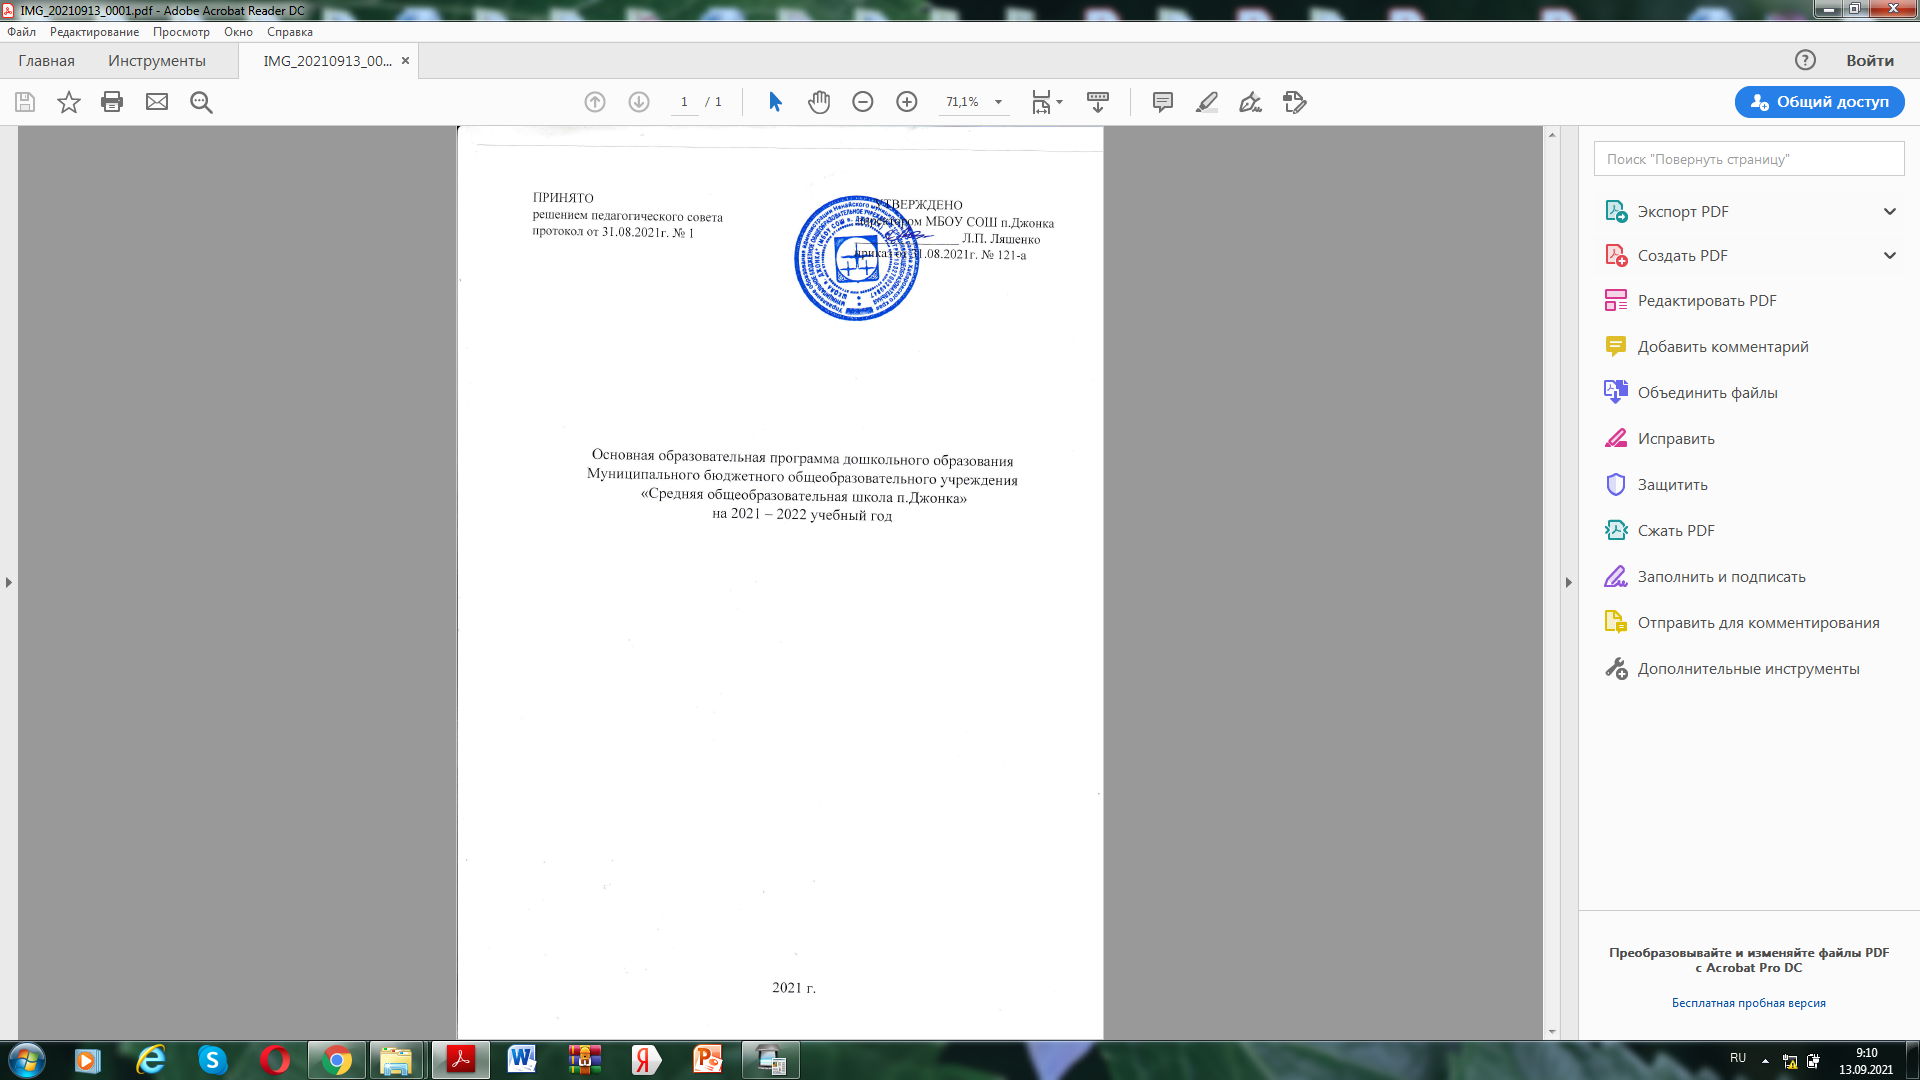 IMG_20210913_0001.pdf - Adobe Acrobat Reader DC
Файл Редактирование Просмотр Окно Справка
Главная Инструменты IMG_20210913_00... ×
Войти
1 / 1 71,1%
Общий доступ
ПРИНЯТО
решением педагогического совета
протокол от 31.08.2021г. № 1
УТВЕРЖДЕНО
директором МБОУ СОШ п.Джонка
Л.П. Ляшенко
приказ от 31.08.2021г. № 121-а
Основная образовательная программа дошкольного образования
Муниципального бюджетного общеобразовательного учреждения
«Средняя общеобразовательная школа п.Джонка»
на 2021 – 2022 учебный год
2021 г.
Поиск "Повернуть страницу"
Экспорт PDF
Создать PDF
Редактировать PDF
Добавить комментарий
Объединить файлы
Исправить
Защитить
Сжать PDF
Заполнить и подписать
Отправить для комментирования
Дополнительные инструменты
Преобразовывайте и изменяйте файлы PDF
с Acrobat Pro DC
Бесплатная пробная версия
RU
9:10
13.09.2021